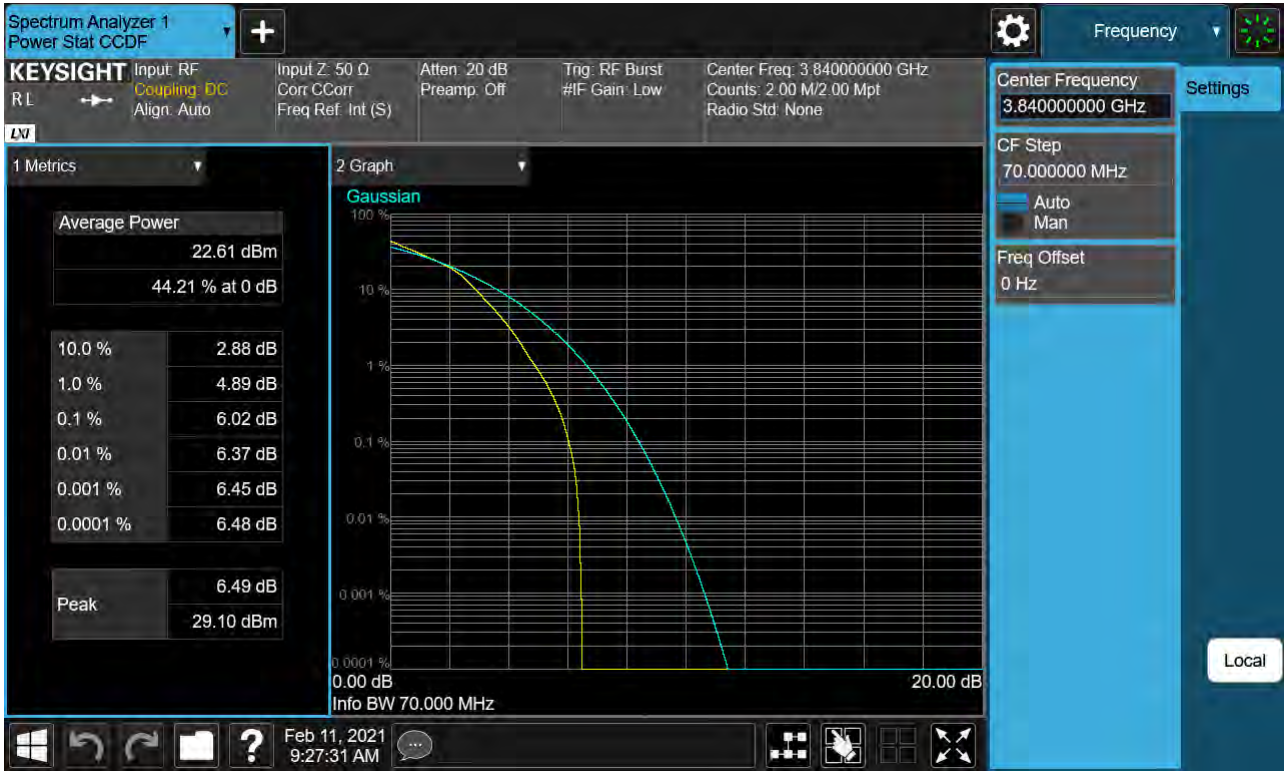 Spectrum Analyzer 1
Power Stat CCDF
Frequency
KEYSIGHT
R L
LXI
Input: RF
Coupling: DC
Align: Auto
Input Z: 50 Ω
Corr CCorr
Freq Ref: Int (S)
Atten: 20 dB
Preamp: Off
Trig: RF Burst
#IF Gain: Low
Center Freq: 3.840000000 GHz
Counts: 2.00 M/2.00 Mpt
Radio Std: None
Center Frequency
3.840000000 GHz
Settings
CF Step
70.000000 MHz
Auto
Man
Freq Offset
0 Hz
1 Metrics
Average Power
22.61 dBm
44.21 % at 0 dB
10.0 % 2.88 dB
1.0 % 4.89 dB
0.1 % 6.02 dB
0.01 % 6.37 dB
0.001 % 6.45 dB
0.0001 % 6.48 dB
Peak
6.49 dB
29.10 dBm
2 Graph
Gaussian
100 %
10 %
1 %
0.1 %
0.01 %
0.001 %
0.0001 %
0.00 dB 20.00 dB
Info BW 70.000 MHz
Local
?
Feb 11, 2021
9:27:31 AM